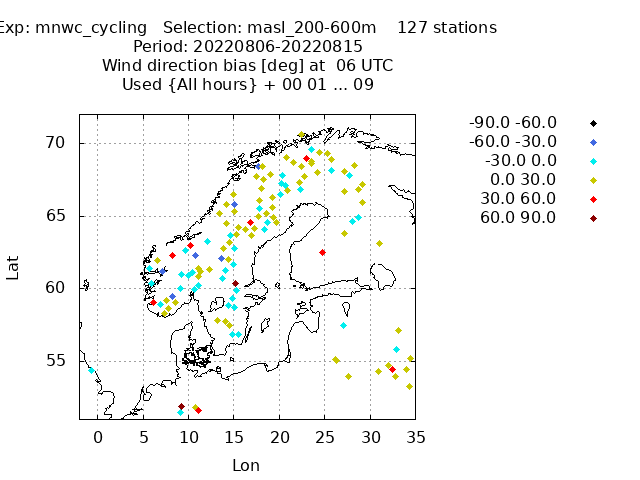 Exp: mnwc_cycling   Selection: masl_200-600m    127 stations
Period: 20220806-20220815
Wind direction bias [deg] at  06 UTC
Used {All hours} + 00 01 ... 09
-90.0 -60.0
-60.0 -30.0
-30.0 0.0
0.0 30.0
30.0 60.0
60.0 90.0
70
65
60
55
Lat
0 5 10 15 20 25 30 35
Lon